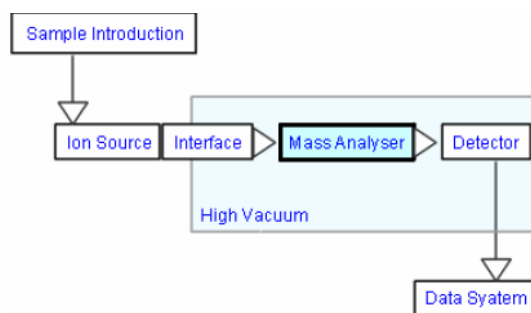 Sample Introduction
Ion Source
Interface
Mass Analyser
Detector
High Vacuum
Data Syatem